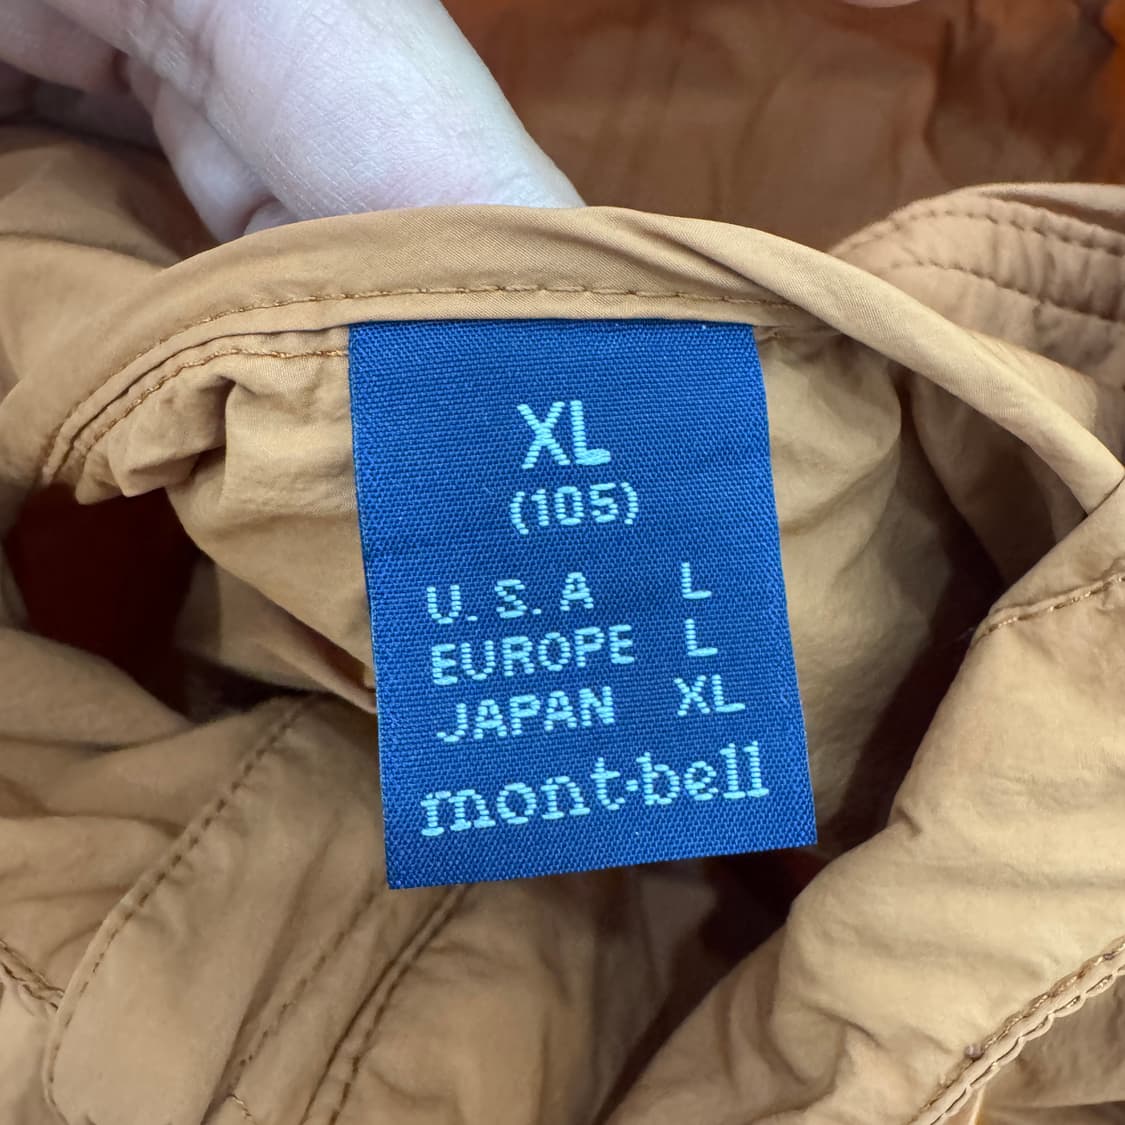 XL
(105)
U.S.A L
EUROPE L
JAPAN XL
mont-bell